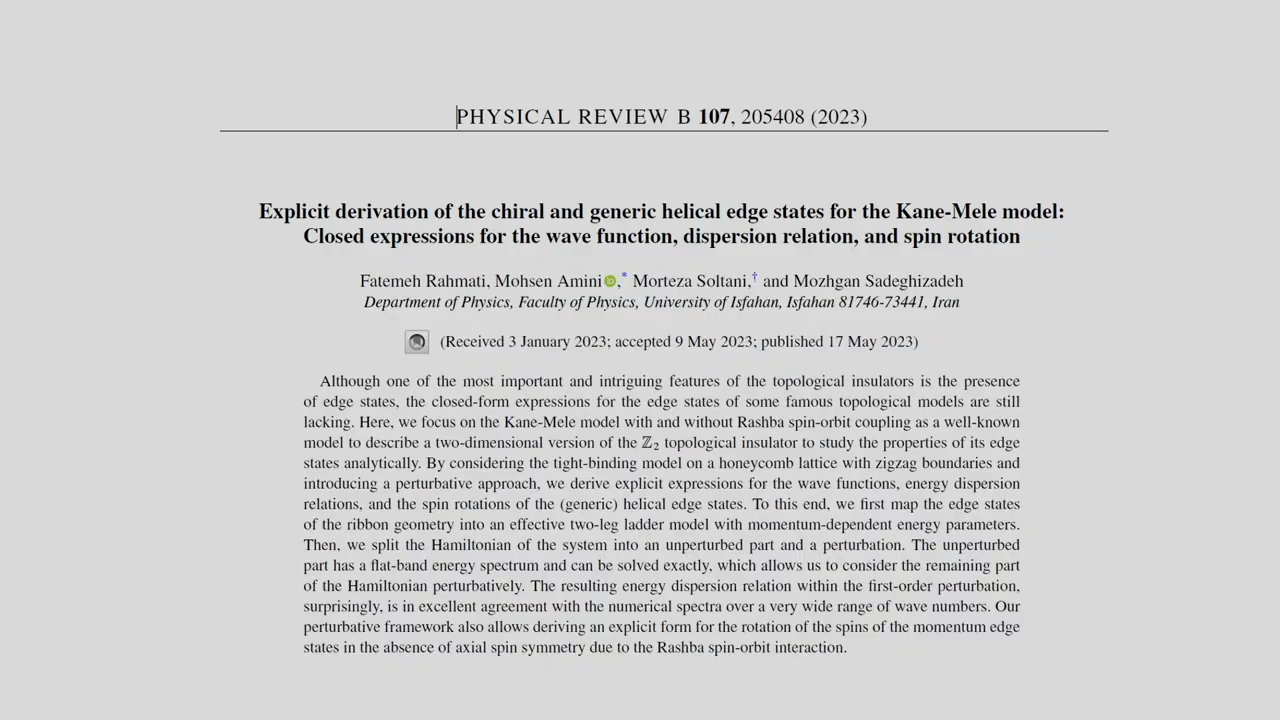 PHYSICAL REVIEW B 107, 205408 (2023)
Explicit derivation of the chiral and generic helical edge states for the Kane-Mele model:
Closed expressions for the wave function, dispersion relation, and spin rotation
Fatemeh Rahmati, Mohsen Amini,* Morteza Soltani,† and Mozhgan Sadeghizadeh
Department of Physics, Faculty of Physics, University of Isfahan, Isfahan 81746-73441, Iran
(Received 3 January 2023; accepted 9 May 2023; published 17 May 2023)
Although one of the most important and intriguing features of the topological insulators is the presence
of edge states, the closed-form expressions for the edge states of some famous topological models are still
lacking. Here, we focus on the Kane-Mele model with and without Rashba spin-orbit coupling as a well-known
model to describe a two-dimensional version of the ℤ₂ topological insulator to study the properties of its edge
states analytically. By considering the tight-binding model on a honeycomb lattice with zigzag boundaries and
introducing a perturbative approach, we derive explicit expressions for the wave functions, energy dispersion
relations, and the spin rotations of the (generic) helical edge states. To this end, we first map the edge states
of the ribbon geometry into an effective two-leg ladder model with momentum-dependent energy parameters.
Then, we split the Hamiltonian of the system into an unperturbed part and a perturbation. The unperturbed
part has a flat-band energy spectrum and can be solved exactly, which allows us to consider the remaining part
of the Hamiltonian perturbatively. The resulting energy dispersion relation within the first-order perturbation,
surprisingly, is in excellent agreement with the numerical spectra over a very wide range of wave numbers. Our
perturbative framework also allows deriving an explicit form for the rotation of the spins of the momentum edge
states in the absence of axial spin symmetry due to the Rashba spin-orbit interaction.